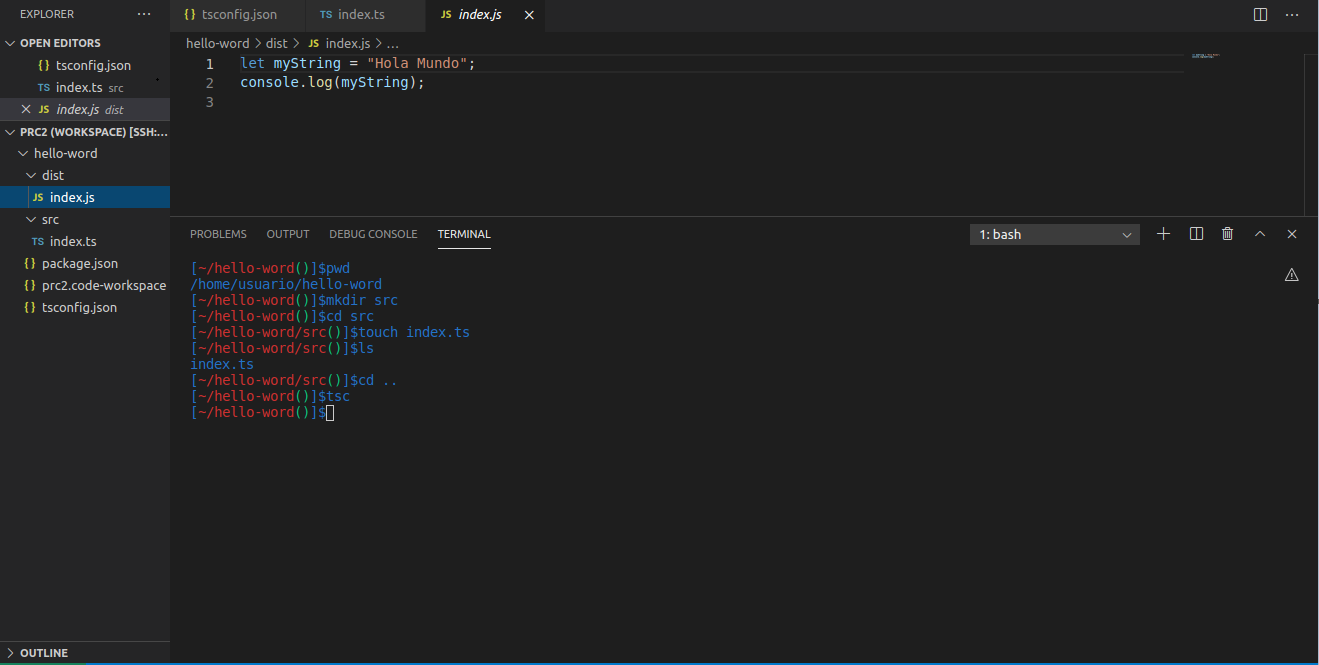 EXPLORER ···
{} tsconfig.json TS index.ts JS index.js
OPEN EDITORS
{} tsconfig.json
TS index.ts src
JS index.js dist
PRC2 (WORKSPACE) [SSH:...
hello-word
dist
JS index.js
src
TS index.ts
{} package.json
{} prc2.code-workspace
{} tsconfig.json
OUTLINE
hello-word > dist > JS index.js > ...
1 let myString = "Hola Mundo";
2 console.log(myString);
3
PROBLEMS OUTPUT DEBUG CONSOLE TERMINAL 1: bash
[~/hello-word()]$pwd
/home/usuario/hello-word
[~/hello-word()]$mkdir src
[~/hello-word()]$cd src
[~/hello-word/src()]$touch index.ts
[~/hello-word/src()]$ls
index.ts
[~/hello-word/src()]$cd ..
[~/hello-word()]$tsc
[~/hello-word()]$